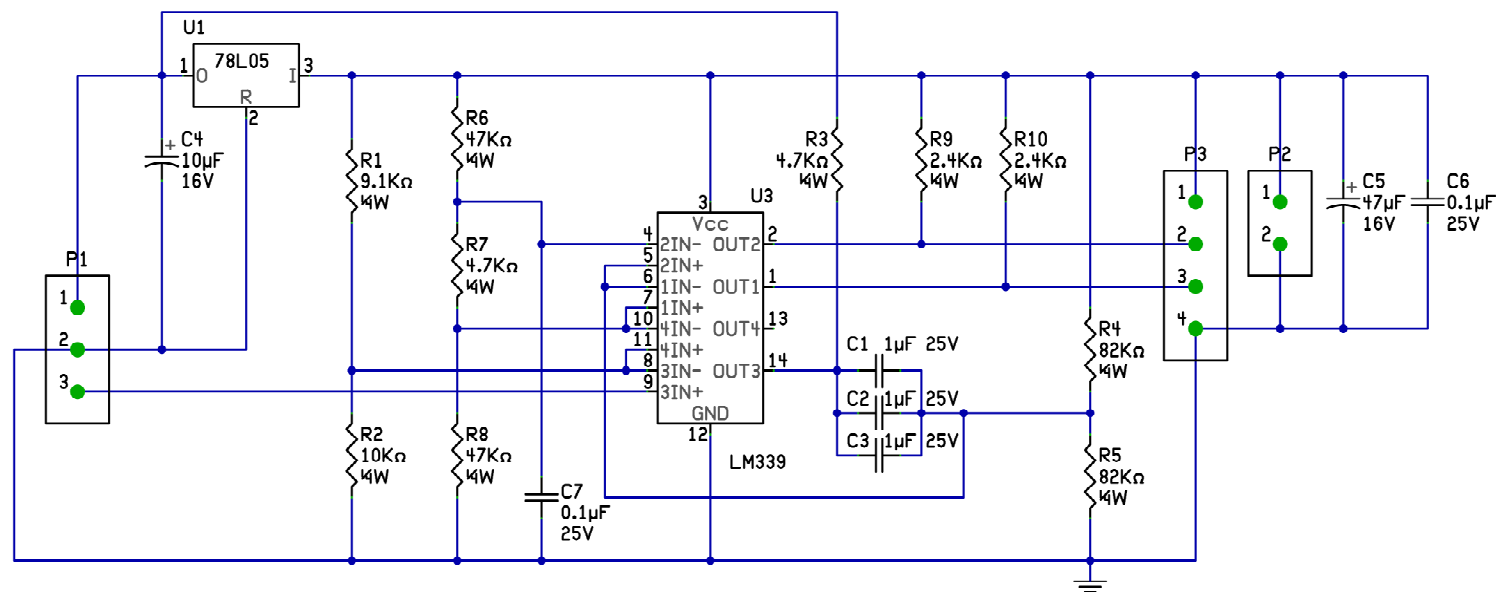 U1
78L05
1
O
I
3
R
2
C4
+
10µF
16V
P1
1
2
3
R1
9.1KΩ
¼W
R2
10KΩ
¼W
R6
47KΩ
¼W
R7
4.7KΩ
¼W
R8
47KΩ
¼W
C7
0.1µF
25V
U3
3
Vcc
4
2IN-
OUT2
2
5
2IN+
6
1IN-
OUT1
1
7
1IN+
10
4IN-
OUT4
13
11
4IN+
8
3IN-
OUT3
14
9
3IN+
GND
12
LM339
R3
4.7KΩ
¼W
R9
2.4KΩ
¼W
R10
2.4KΩ
¼W
C1 1µF 25V
C2 1µF 25V
C3 1µF 25V
R4
82KΩ
¼W
R5
82KΩ
¼W
P3
1
2
3
4
P2
1
2
+
C5
47µF
16V
C6
0.1µF
25V